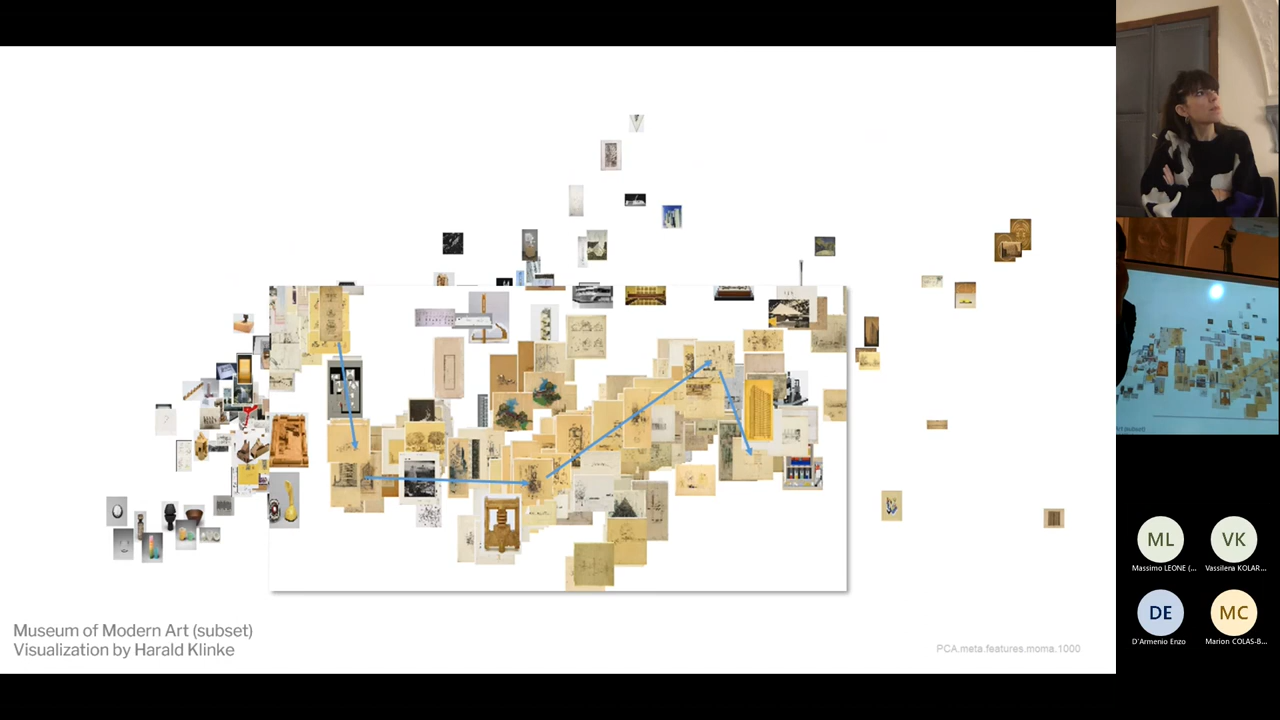 Museum of Modern Art (subset)
Visualization by Harald Klinke
PCA.meta.features.moma.1000
ML
VK
Massimo LEONE (...
Vassilena KOLAR...
DE
MC
D'Armenio Enzo
Marion COLAS-B...